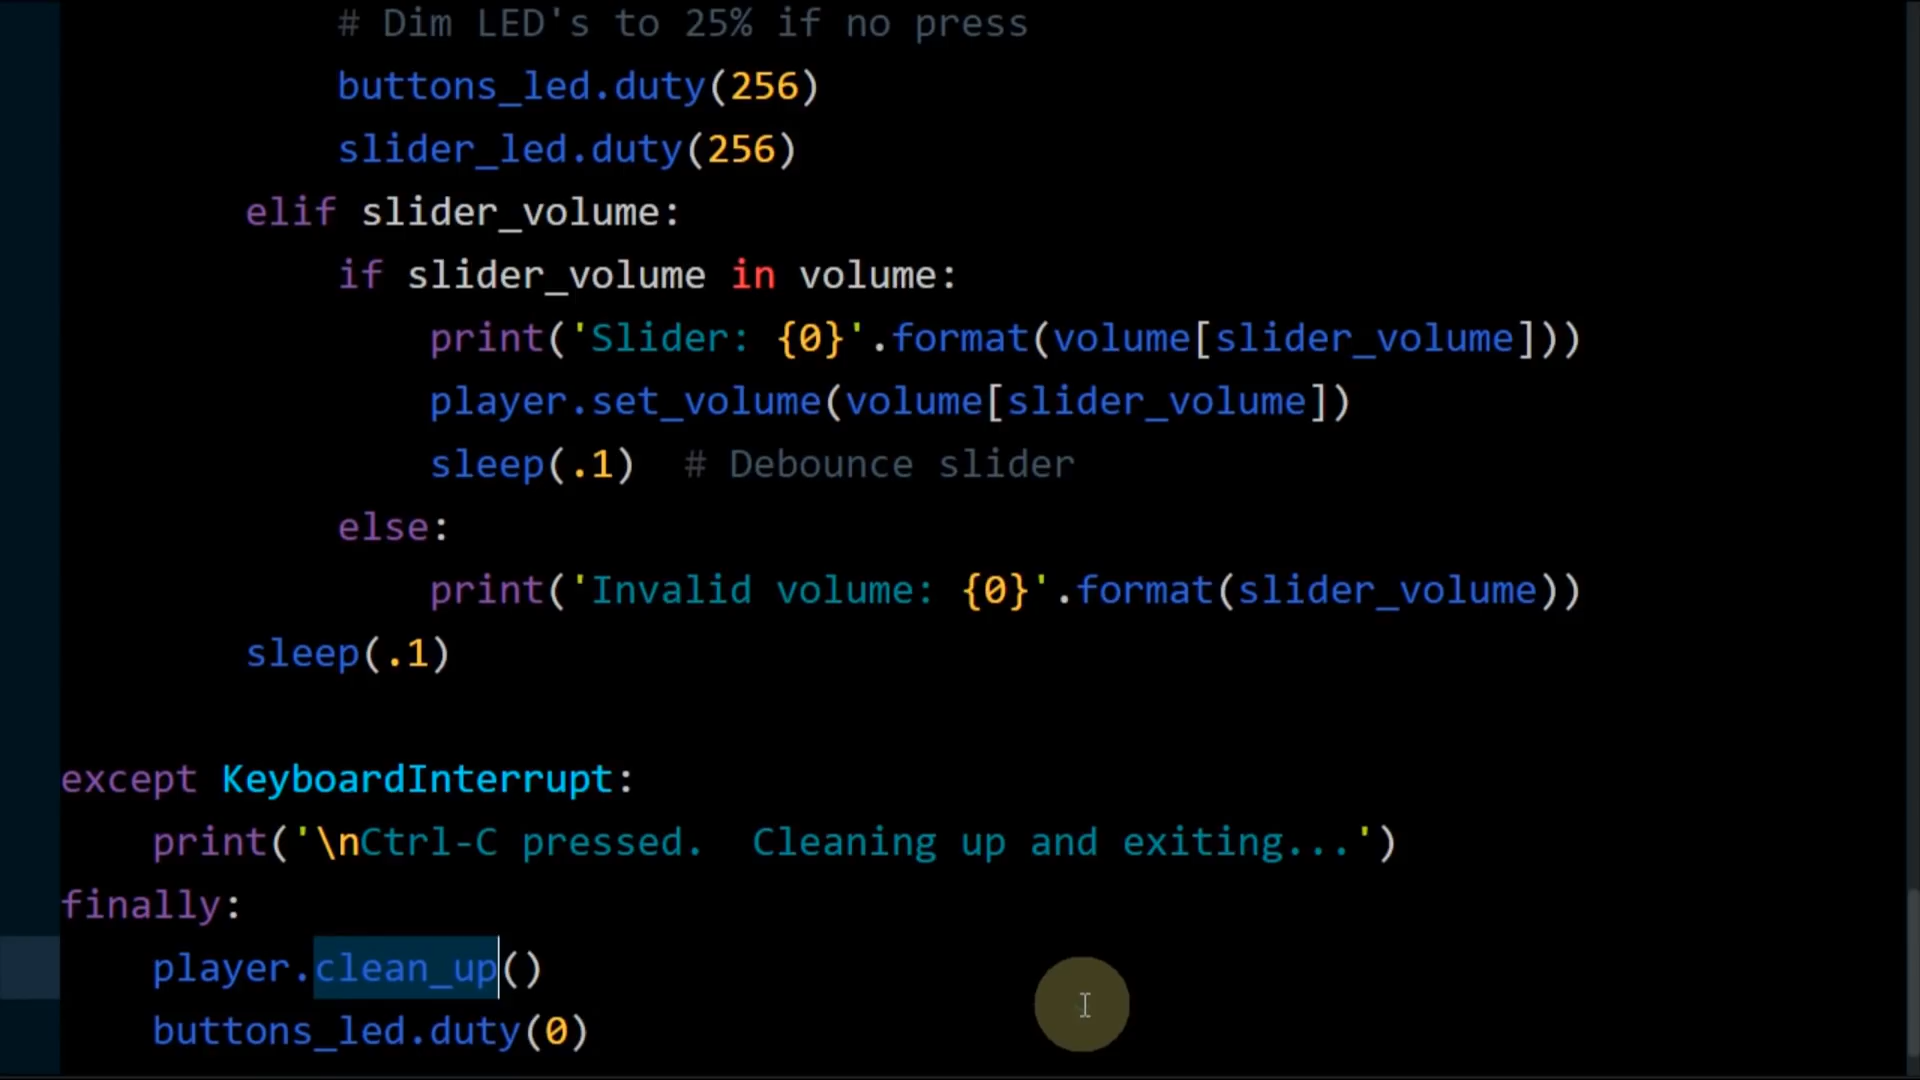 # Dim LED's to 25% if no press
buttons_led.duty(256)
slider_led.duty(256)
elif slider_volume:
if slider_volume in volume:
print('Slider: {0}'.format(volume[slider_volume]))
player.set_volume(volume[slider_volume])
sleep(.1)  # Debounce slider
else:
print('Invalid volume: {0}'.format(slider_volume))
sleep(.1)
except KeyboardInterrupt:
print('\nCtrl-C pressed.  Cleaning up and exiting...')
finally:
player.clean_up()
buttons_led.duty(0)